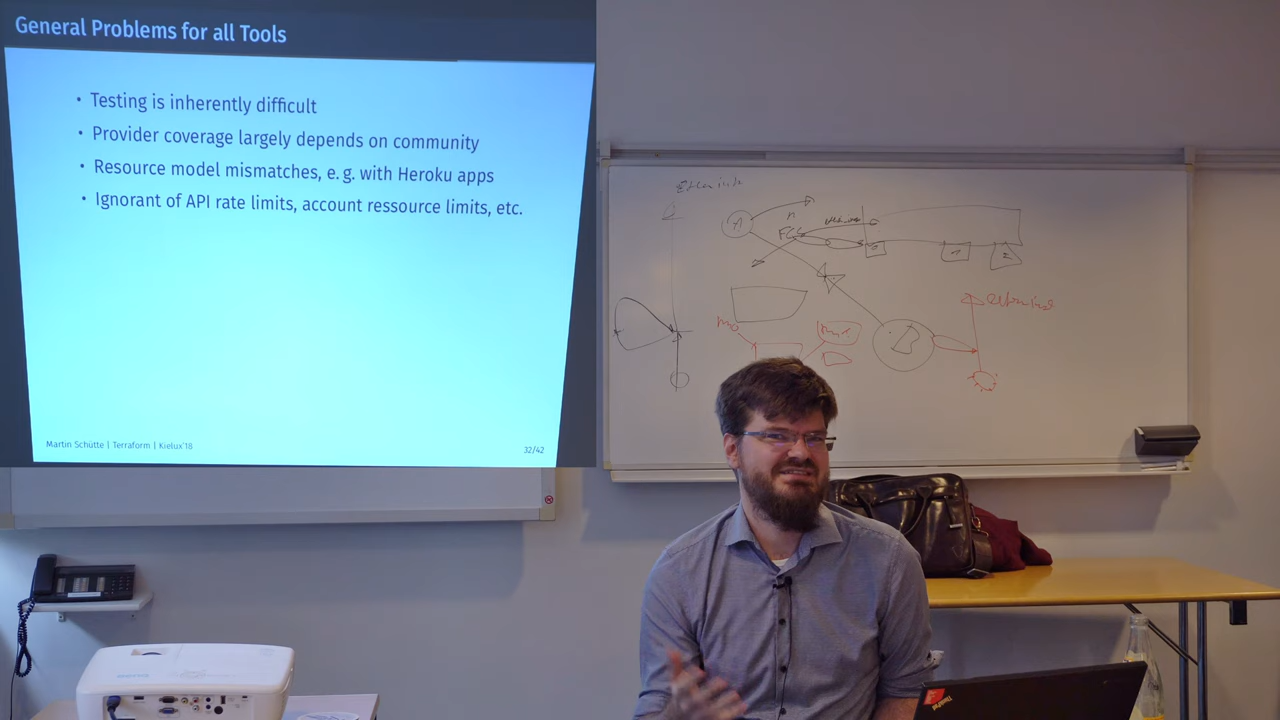 General Problems for all Tools
• Testing is inherently difficult
• Provider coverage largely depends on community
• Resource model mismatches, e. g. with Heroku apps
• Ignorant of API rate limits, account ressource limits, etc.
Martin Schütte | Terraform | Kielux'18
32/42
A
B
ThinkPad